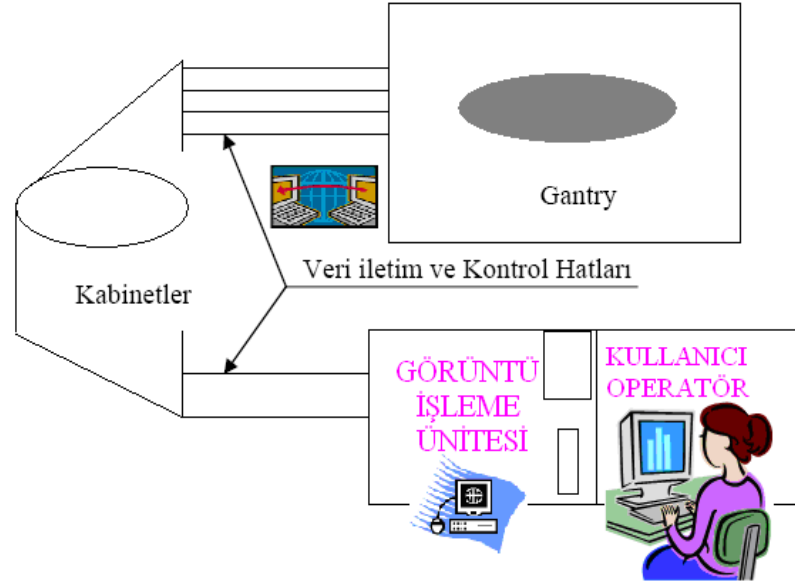 Gantry
Veri iletim ve Kontrol Hatları
Kabinetler
GÖRÜNTÜ
İŞLEME
ÜNİTESİ
KULLANICI
OPERATÖR